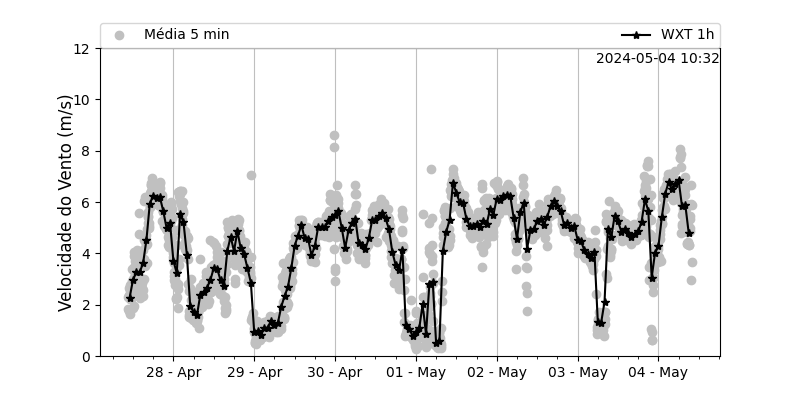 Média 5 min
WXT 1h
2024-05-04 10:32
Velocidade do Vento (m/s)
12
10
8
6
4
2
0
28 - Apr
29 - Apr
30 - Apr
01 - May
02 - May
03 - May
04 - May